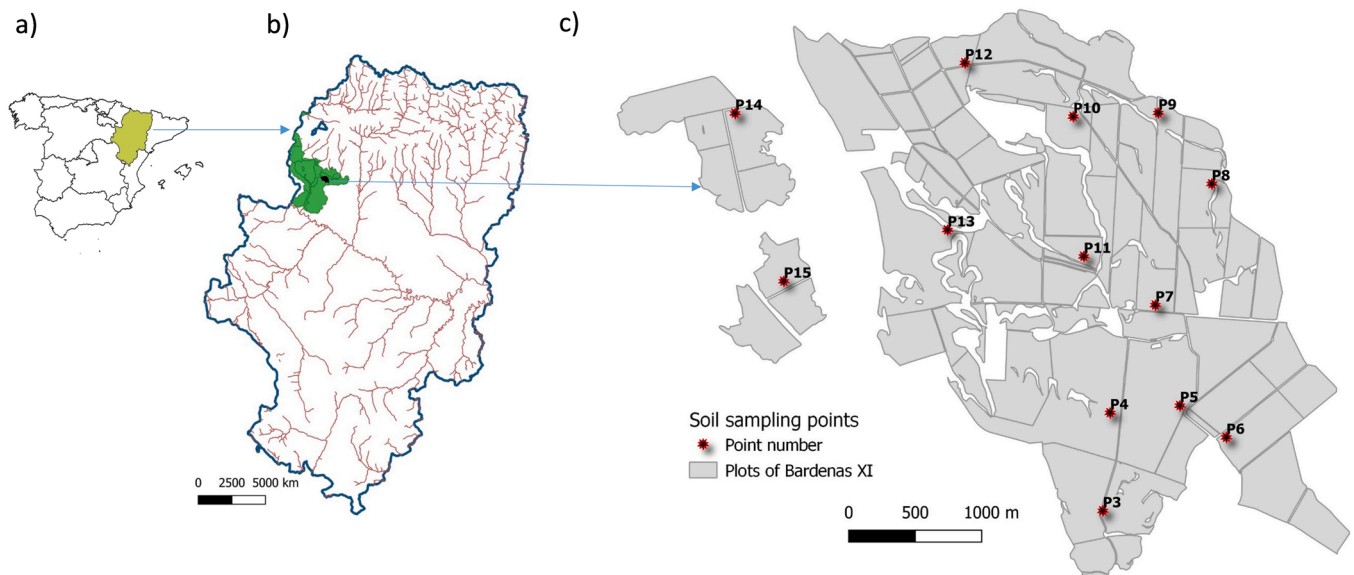 a)
b)
c)
P12
P14
P10
P9
P8
P13
P11
P15
P7
P4
P5
P6
P3
Soil sampling points
Point number
Plots of Bardenas XI
0 2500 5000 km
0 500 1000 m